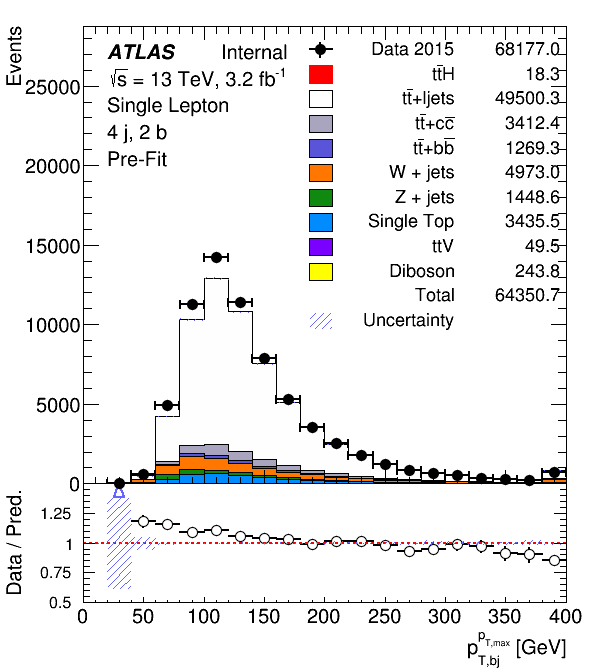 Events
ATLAS Internal
√s = 13 TeV, 3.2 fb⁻¹
Single Lepton
4 j, 2 b
Pre-Fit
Data 2015 68177.0
tt̄H 18.3
tt̄+ljets 49500.3
tt̄+cc̄ 3412.4
tt̄+bb̄ 1269.3
W + jets 4973.0
Z + jets 1448.6
Single Top 3435.5
ttV 49.5
Diboson 243.8
Total 64350.7
Uncertainty
25000
20000
15000
10000
5000
0
Data / Pred.
1.25
1
0.75
0.5
0 50 100 150 200 250 300 350 400
p_{T,bj}^{p_{T,max}} [GeV]